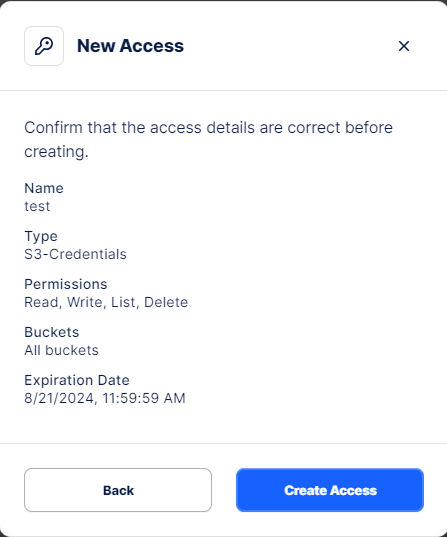 New Access
Confirm that the access details are correct before
creating.
Name
test
Type
S3-Credentials
Permissions
Read, Write, List, Delete
Buckets
All buckets
Expiration Date
8/21/2024, 11:59:59 AM
Back
Create Access